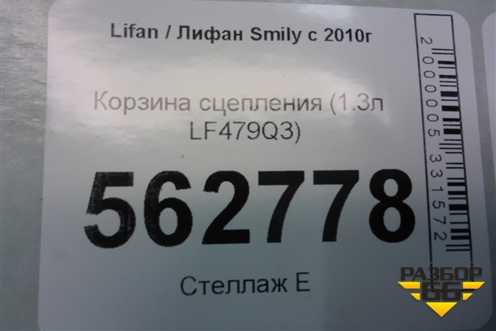 Lifan / Лифан Smily с 2010г
Корзина сцепления (1.3л
LF479Q3)
562778
Стеллаж Е
2000005331572
РАЗБОР
66